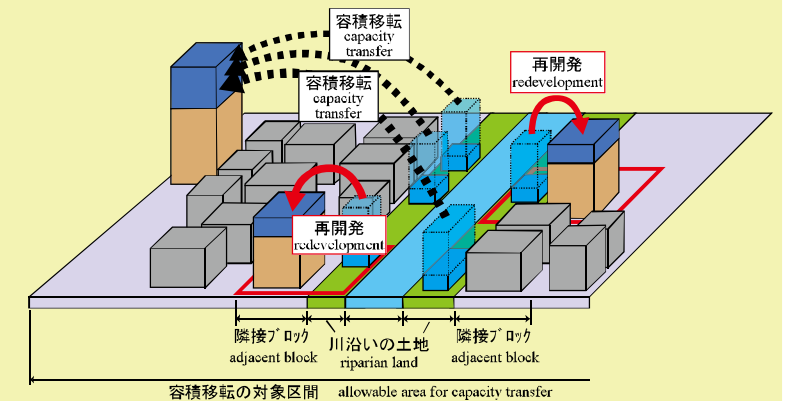 容積移転
capacity
transfer
容積移転
capacity
transfer
再開発
redevelopment
再開発
redevelopment
隣接ブロック
adjacent block
川沿いの土地
riparian land
隣接ブロック
adjacent block
容積移転の対象区間 allowable area for capacity transfer